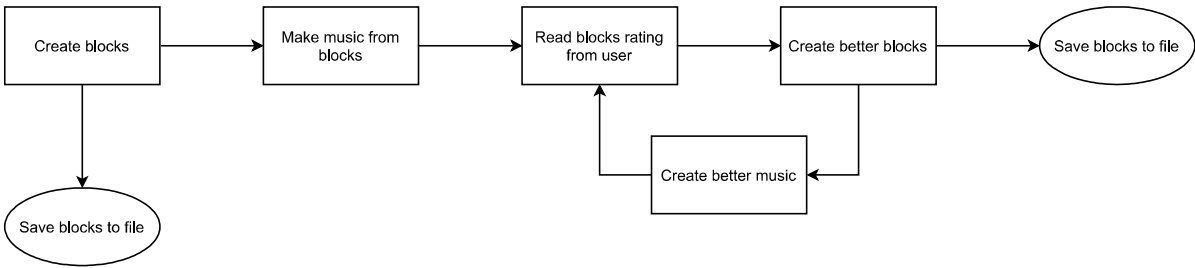 Create blocks
Make music from
blocks
Read blocks rating
from user
Create better blocks
Save blocks to file
Create better music
Save blocks to file